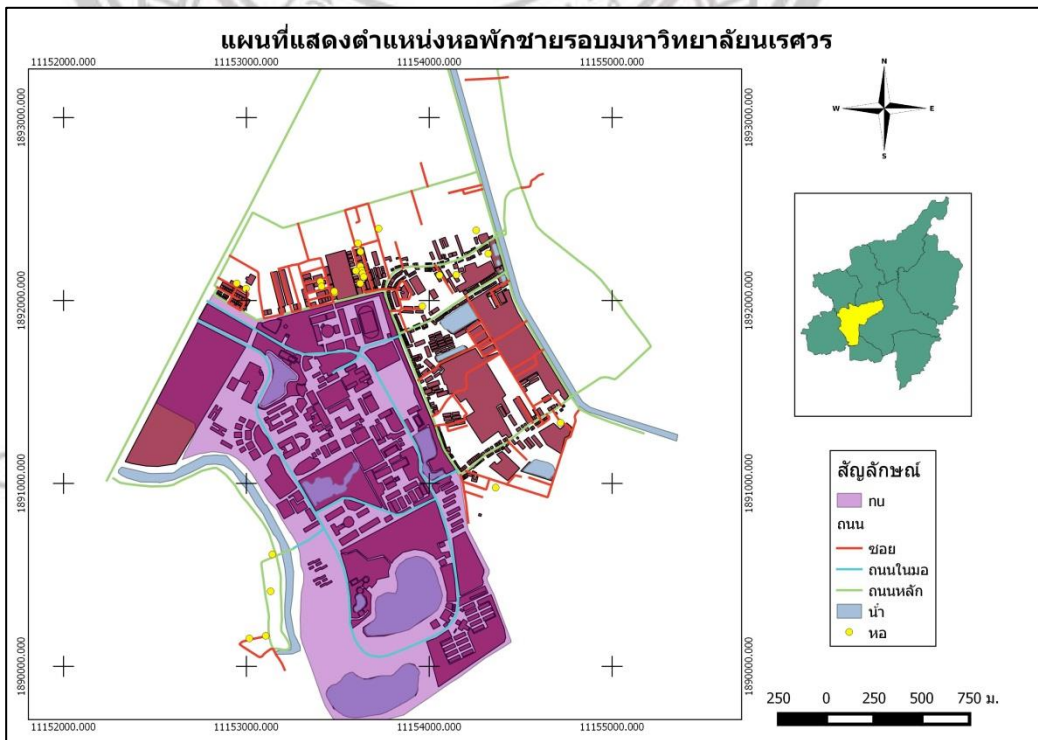 แผนที่แสดงตำแหน่งหอพักชายรอบมหาวิทยาลัยนเรศวร
11152000.000 11153000.000 11154000.000 11155000.000
1893000.000 1893000.000
1892000.000 1892000.000
1891000.000 1891000.000
1890000.000 1890000.000
11152000.000 11153000.000 11154000.000 11155000.000
N
W E
S
สัญลักษณ์
ถนน
ซอย
ถนนในมอ
ถนนหลัก
น้ำ
หอ
250 0 250 500 750 ม.